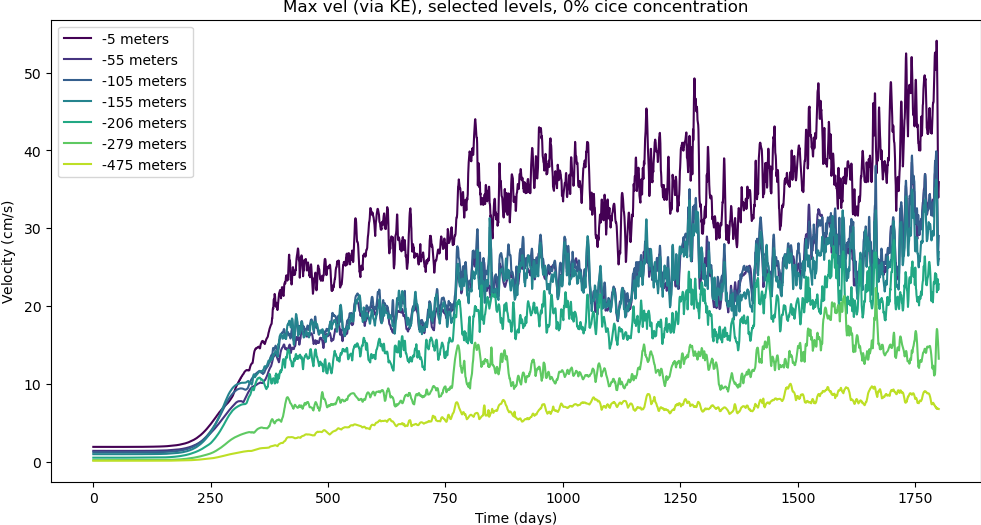 Max vel (via KE), selected levels, 0% cice concentration
-5 meters
-55 meters
-105 meters
-155 meters
-206 meters
-279 meters
-475 meters
50
40
30
20
10
0
Velocity (cm/s)
0 250 500 750 1000 1250 1500 1750
Time (days)